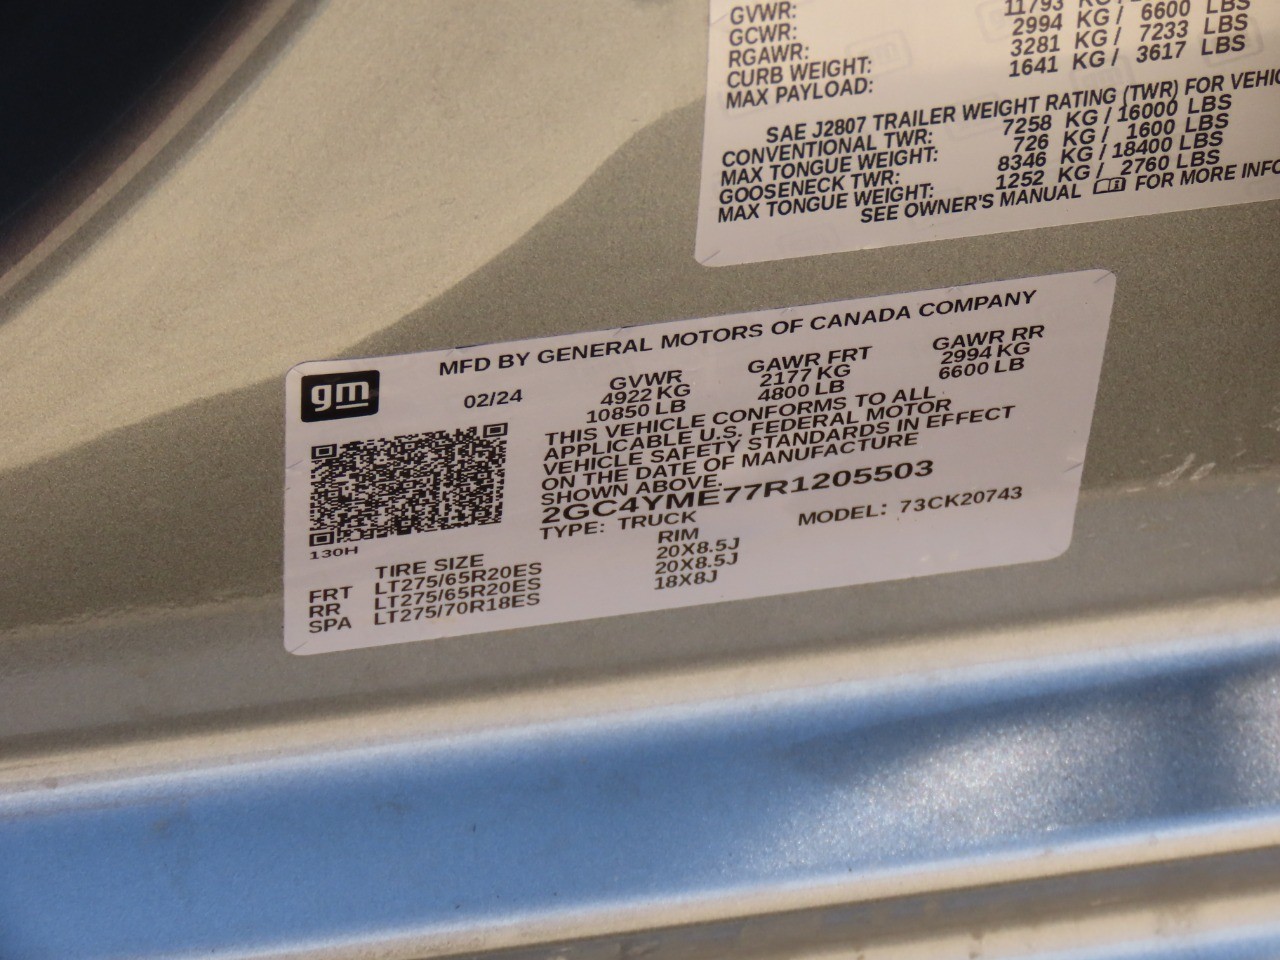 GVWR: 11793 KG/
GCWR: 2994 KG/ 6600 LBS
RGAWR: 3281 KG/ 7233 LBS
CURB WEIGHT: 1641 KG/ 3617 LBS
MAX PAYLOAD:
SAE J2807 TRAILER WEIGHT RATING (TWR) FOR
CONVENTIONAL TWR: 7258 KG/16000 LBS
MAX TONGUE WEIGHT: 726 KG/ 1600 LBS
GOOSENECK TWR: 8346 KG/18400 LBS
MAX TONGUE WEIGHT: 1252 KG/ 2760 LBS
SEE OWNER'S MANUAL FOR MORE
MFD BY GENERAL MOTORS OF CANADA COMPANY
gm
02/24
GVWR GAWR FRT GAWR RR
4922 KG 2177 KG 2994 KG
10850 LB 4800 LB 6600 LB
THIS VEHICLE CONFORMS TO ALL
APPLICABLE U.S. FEDERAL MOTOR
VEHICLE SAFETY STANDARDS IN EFFECT
ON THE DATE OF MANUFACTURE
SHOWN ABOVE.
2GC4YME77R1205503
TYPE: TRUCK MODEL: 73CK20743
130H
TIRE SIZE RIM
FRT LT275/65R20ES 20X8.5J
RR LT275/65R20ES 20X8.5J
SPA LT275/70R18ES 18X8J